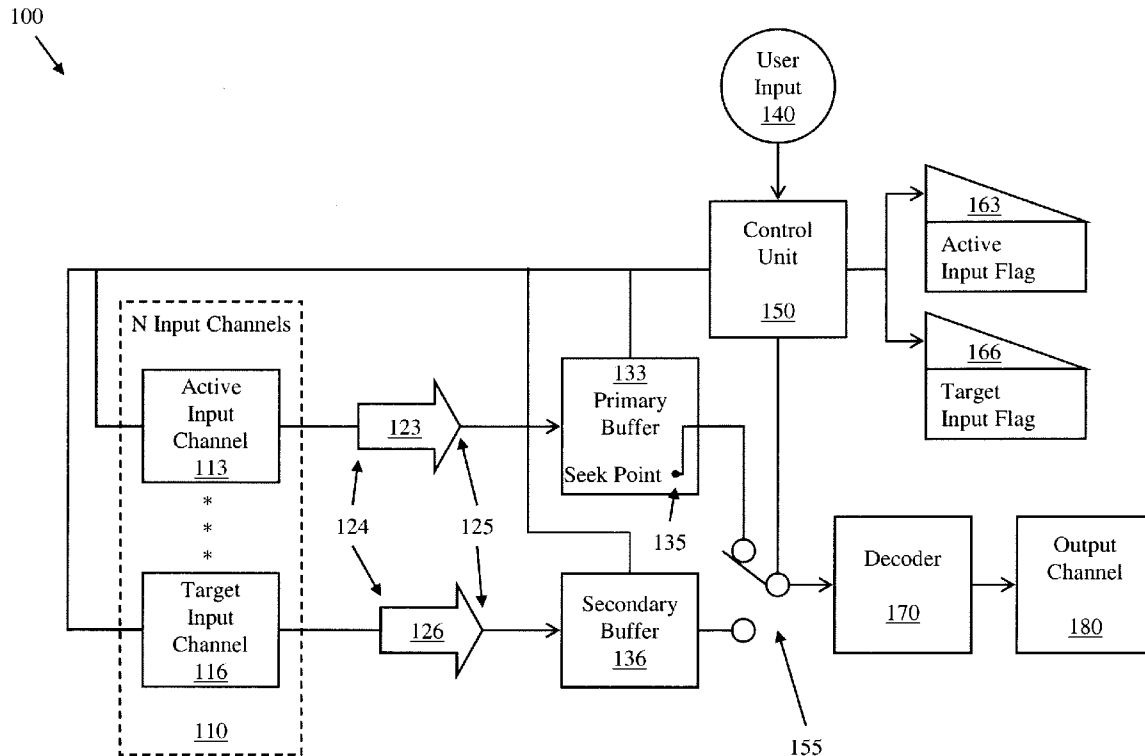 100
User
Input
140
Control
Unit
150
163
Active
Input Flag
166
Target
Input Flag
N Input Channels
Active
Input
Channel
113
*
*
*
Target
Input
Channel
116
110
123
124
125
126
133
Primary
Buffer
Seek Point
135
Secondary
Buffer
136
155
Decoder
170
Output
Channel
180